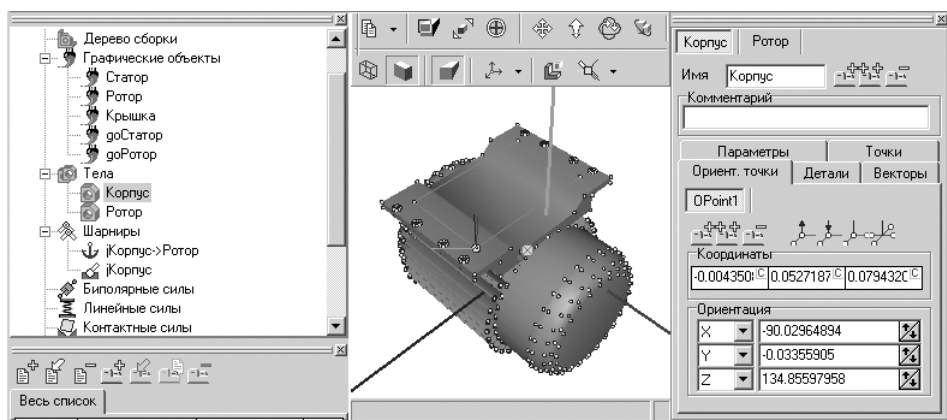 Дерево сборки
Графические объекты
Статор
Ротор
Крышка
goСтатор
goРотор
Тела
Корпус
Ротор
Шарниры
jКорпус->Ротор
jКорпус
Биполярные силы
Линейные силы
Контактные силы
Весь список
Корпус Ротор
Имя Корпус
Комментарий
Параметры Точки
Ориент. точки Детали Векторы
OPoint1
Координаты
-0.004350 C 0.0527187 C 0.079432 C
Ориентация
X -90.02964894
Y -0.03355905
Z 134.85597958